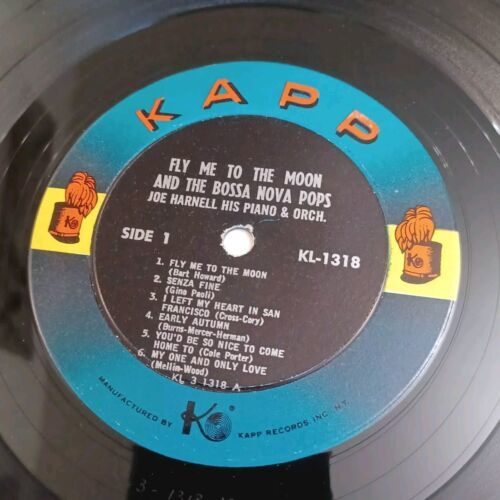 KAPP
FLY ME TO THE MOON
AND THE BOSSA NOVA POPS
JOE HARNELL HIS PIANO & ORCH.
SIDE 1
KL-1318
1. FLY ME TO THE MOON
(Bart Howard)
2. SENZA FINE
(Gino Paoli)
3. I LEFT MY HEART IN SAN
FRANCISCO (Cross-Cory)
4. EARLY AUTUMN
(Burns-Mercer-Herman)
5. YOU'D BE SO NICE TO COME
HOME TO (Cole Porter)
6. MY ONE AND ONLY LOVE
(Mellin-Wood)
KL 3 1318 A
MANUFACTURED BY
K
KAPP RECORDS INC. N.Y.
K
K